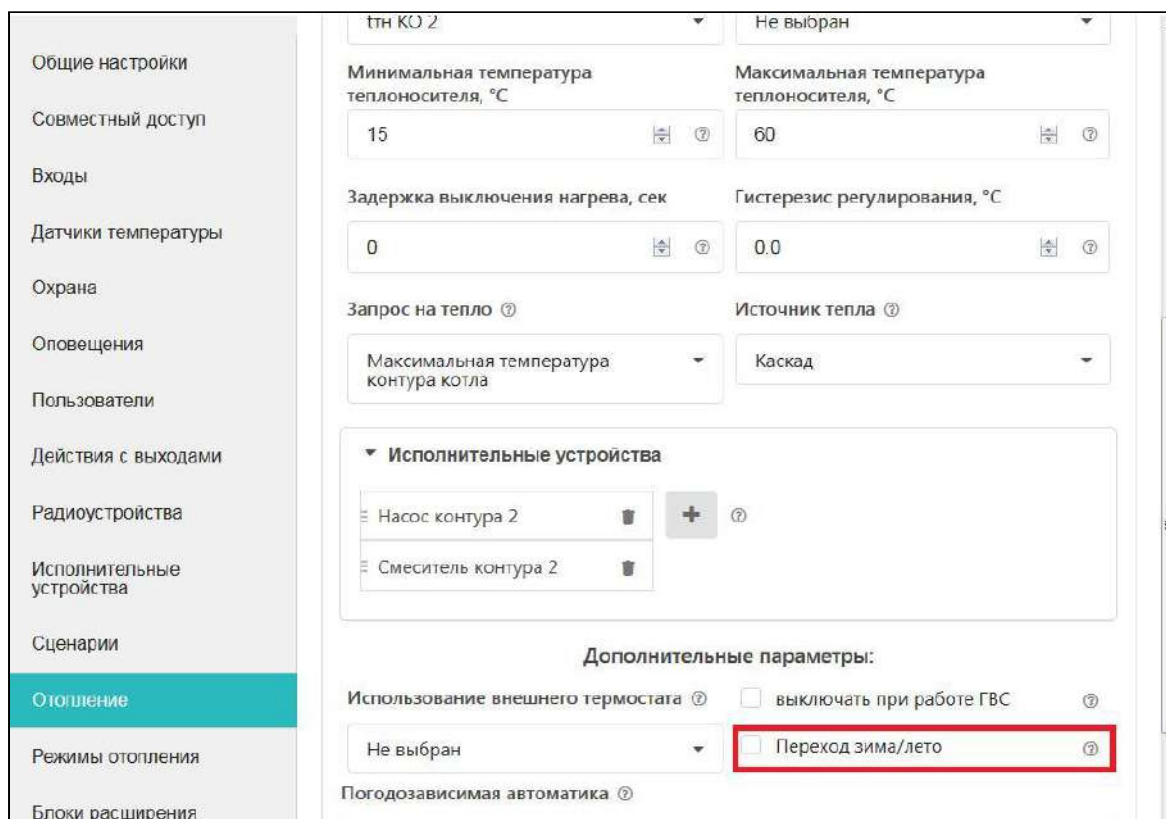 Общие настройки
Совместный доступ
Входы
Датчики температуры
Охрана
Оповещения
Пользователи
Действия с выходами
Радиоустройства
Исполнительные
устройства
Сценарии
Отопление
Режимы отопления
Блоки расширения
tтн КО 2
Не выбран
Минимальная температура
теплоносителя, °C
Максимальная температура
теплоносителя, °C
15
60
Задержка выключения нагрева, сек
Гистерезис регулирования, °C
0
0.0
Запрос на тепло
Источник тепла
Максимальная температура
контура котла
Каскад
Исполнительные устройства
Насос контура 2
Смеситель контура 2
Дополнительные параметры:
Использование внешнего термостата
выключать при работе ГВС
Не выбран
Переход зима/лето
Погодозависимая автоматика